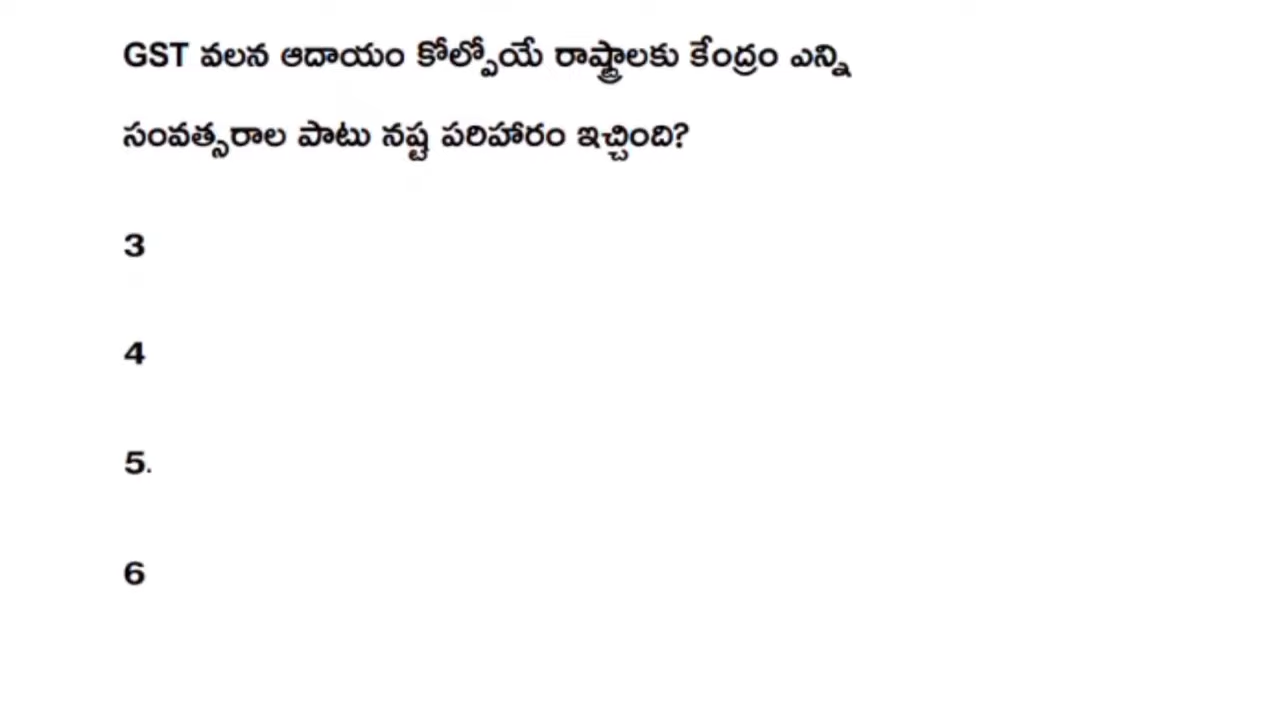 GST వలన ఆదాయం కోల్పోయే రాష్ట్రాలకు కేంద్రం ఎన్ని
సంవత్సరాల పాటు నష్ట పరిహారం ఇచ్చింది?
3
4
5.
6